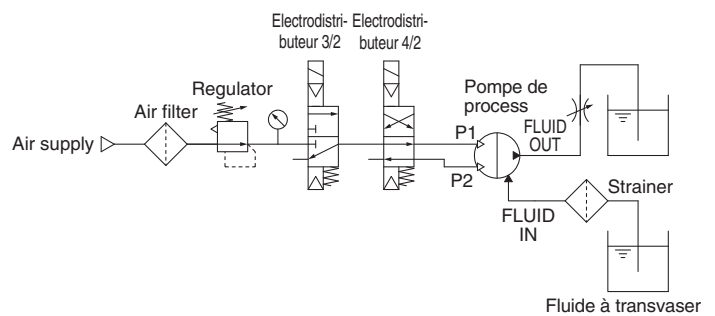 Electrodistri-
buteur 3/2
Electrodistri-
buteur 4/2
Regulator
Air filter
Air supply
Pompe de
process
P1
P2
FLUID
OUT
FLUID
IN
Strainer
Fluide à transvaser